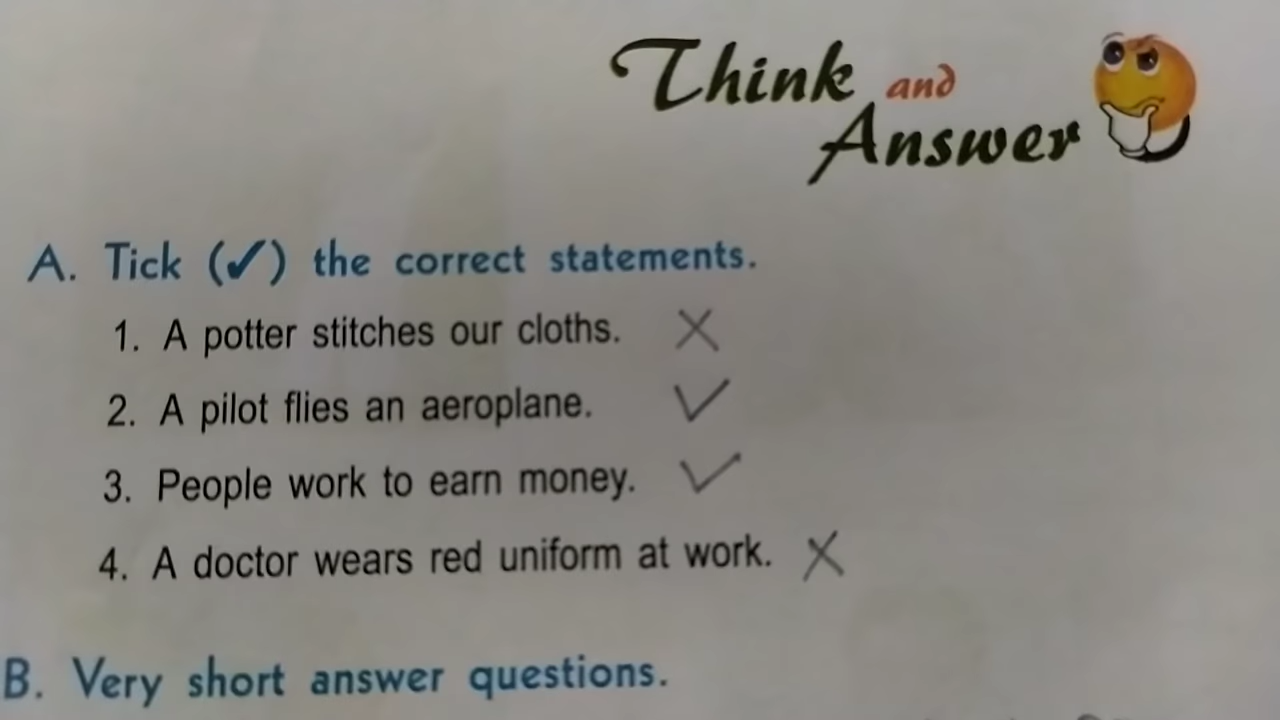 Think and
Answer
A. Tick (✓) the correct statements.
1. A potter stitches our cloths. ✗
2. A pilot flies an aeroplane. ✓
3. People work to earn money. ✓
4. A doctor wears red uniform at work. ✗
B. Very short answer questions.